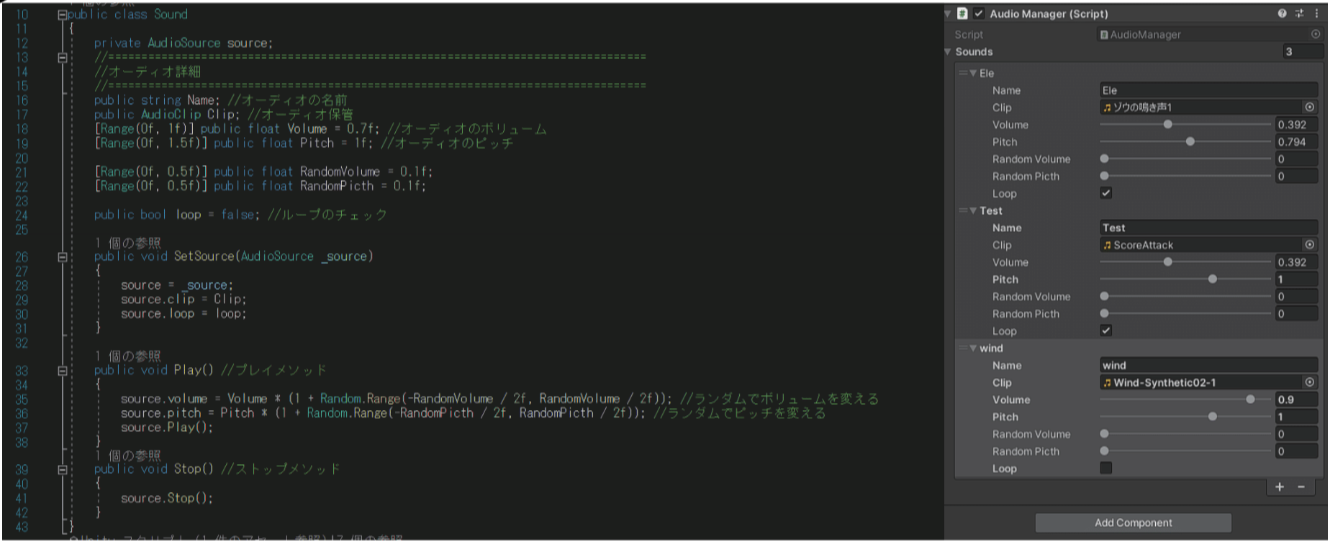 10 public class Sound
11 {
12 private AudioSource source;
13 //================================================================================
14 //オーディオ詳細
15 //================================================================================
16 public string Name; //オーディオの名前
17 public AudioClip Clip; //オーディオ保管
18 [Range(0f, 1f)] public float Volume = 0.7f; //オーディオのボリューム
19 [Range(0f, 1.5f)] public float Pitch = 1f; //オーディオのピッチ
20
21 [Range(0f, 0.5f)] public float RandomVolume = 0.1f;
22 [Range(0f, 0.5f)] public float RandomPicth = 0.1f;
23
24 public bool loop = false; //ループのチェック
25
1 個の参照
26 public void SetSource(AudioSource _source)
27 {
28 source = _source;
29 source.clip = Clip;
30 source.loop = loop;
31 }
32
1 個の参照
33 public void Play() //プレイメソッド
34 {
35 source.volume = Volume * (1 + Random.Range(-RandomVolume / 2f, RandomVolume / 2f)); //ランダムでボリュームを変える
36 source.pitch = Pitch * (1 + Random.Range(-RandomPicth / 2f, RandomPicth / 2f)); //ランダムでピッチを変える
37 source.Play();
38 }
1 個の参照
39 public void Stop() //ストップメソッド
40 {
41 source.Stop();
42 }
43 }
Audio Manager (Script)
Script AudioManager
Sounds 3
Ele
Name Ele
Clip ゾウの鳴き声1
Volume 0.392
Pitch 0.794
Random Volume 0
Random Picth 0
Loop
Test
Name Test
Clip ScoreAttack
Volume 0.392
Pitch 1
Random Volume 0
Random Picth 0
Loop
wind
Name wind
Clip Wind-Synthetic02-1
Volume 0.9
Pitch 1
Random Volume 0
Random Picth 0
Loop
+ −
Add Component